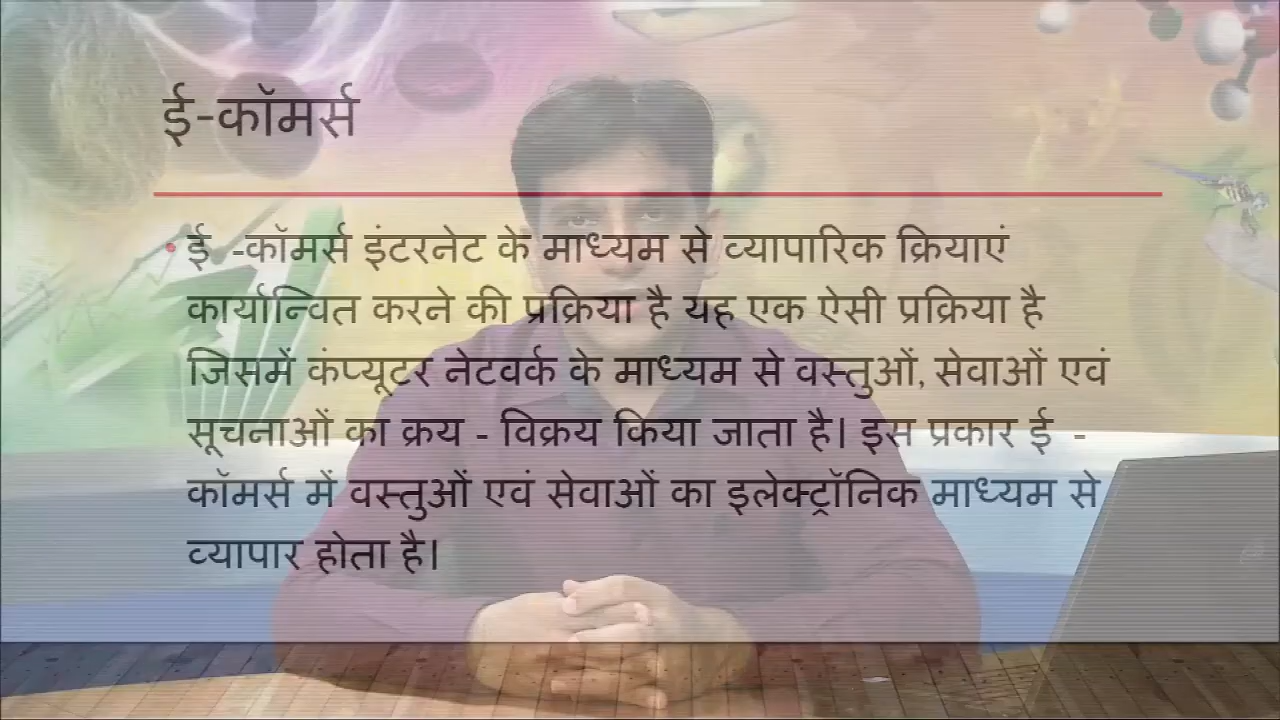 ई-कॉमर्स
• ई -कॉमर्स इंटरनेट के माध्यम से व्यापारिक क्रियाएं
कार्यान्वित करने की प्रक्रिया है यह एक ऐसी प्रक्रिया है
जिसमें कंप्यूटर नेटवर्क के माध्यम से वस्तुओं, सेवाओं एवं
सूचनाओं का क्रय - विक्रय किया जाता है। इस प्रकार ई -
कॉमर्स में वस्तुओं एवं सेवाओं का इलेक्ट्रॉनिक माध्यम से
व्यापार होता है।